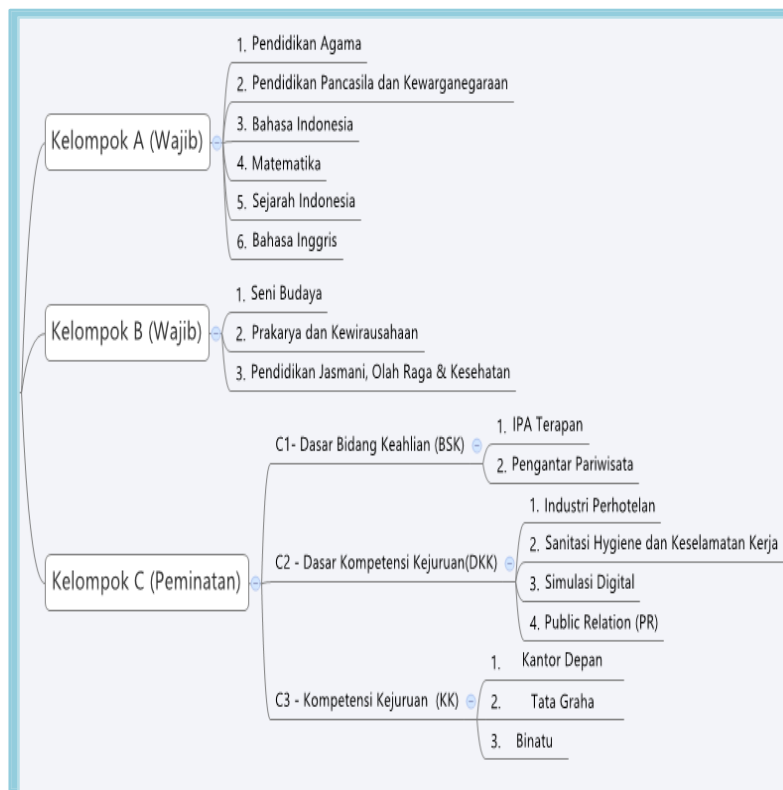 Kelompok A (Wajib)
1. Pendidikan Agama
2. Pendidikan Pancasila dan Kewarganegaraan
3. Bahasa Indonesia
4. Matematika
5. Sejarah Indonesia
6. Bahasa Inggris
Kelompok B (Wajib)
1. Seni Budaya
2. Prakarya dan Kewirausahaan
3. Pendidikan Jasmani, Olah Raga & Kesehatan
Kelompok C (Peminatan)
C1- Dasar Bidang Keahlian (BSK)
1. IPA Terapan
2. Pengantar Pariwisata
C2 - Dasar Kompetensi Kejuruan(DKK)
1. Industri Perhotelan
2. Sanitasi Hygiene dan Keselamatan Kerja
3. Simulasi Digital
4. Public Relation (PR)
C3 - Kompetensi Kejuruan (KK)
1. Kantor Depan
2. Tata Graha
3. Binatu